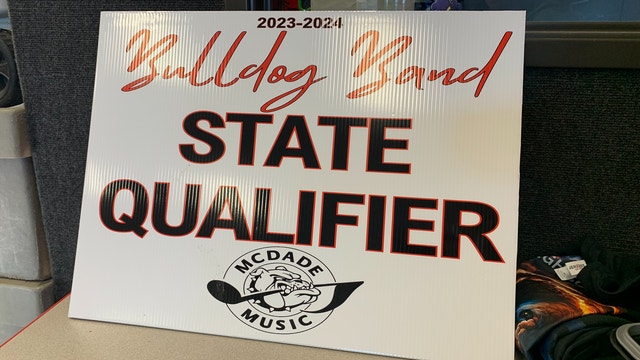 2023-2024
Bulldog Band
STATE
QUALIFIER
MCDADE
MUSIC